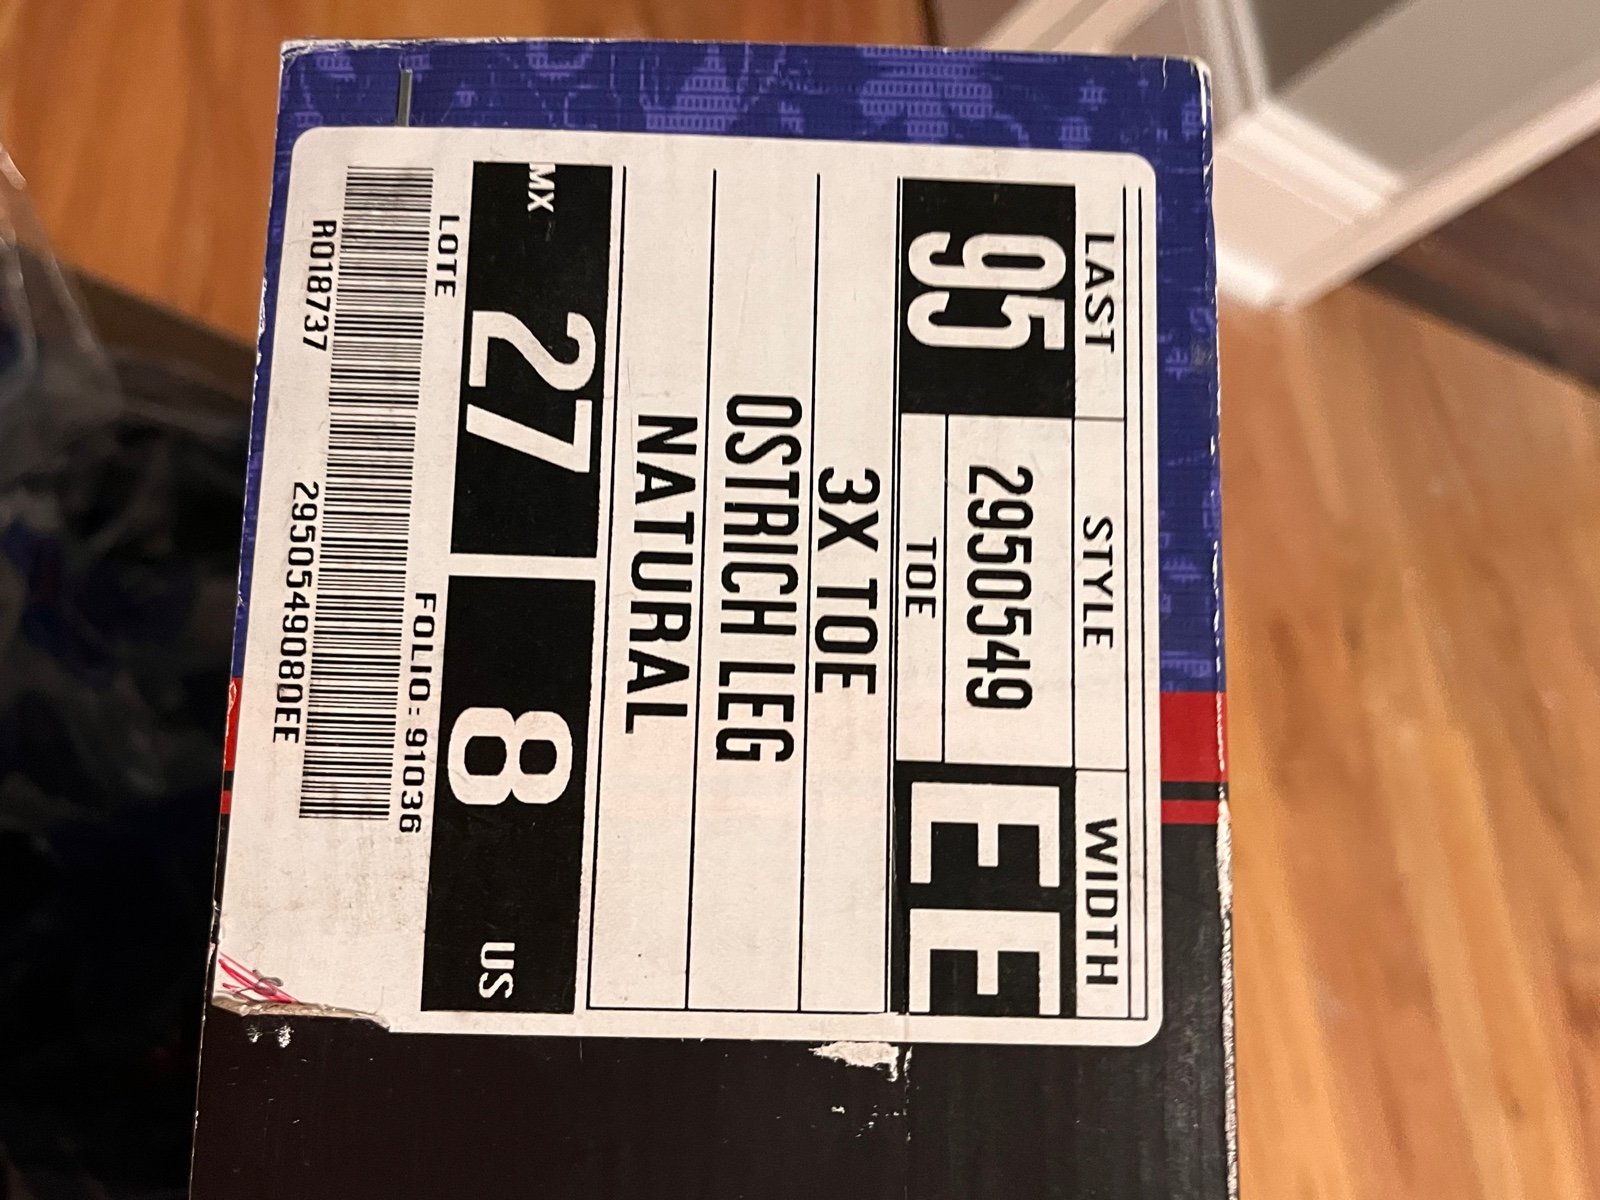 LAST STYLE WIDTH
95 2950549 EE
TOE
3X TOE
OSTRICH LEG
NATURAL
MX 27 8 US
LOTE FOLIO:91036
R018737 2950549080EE